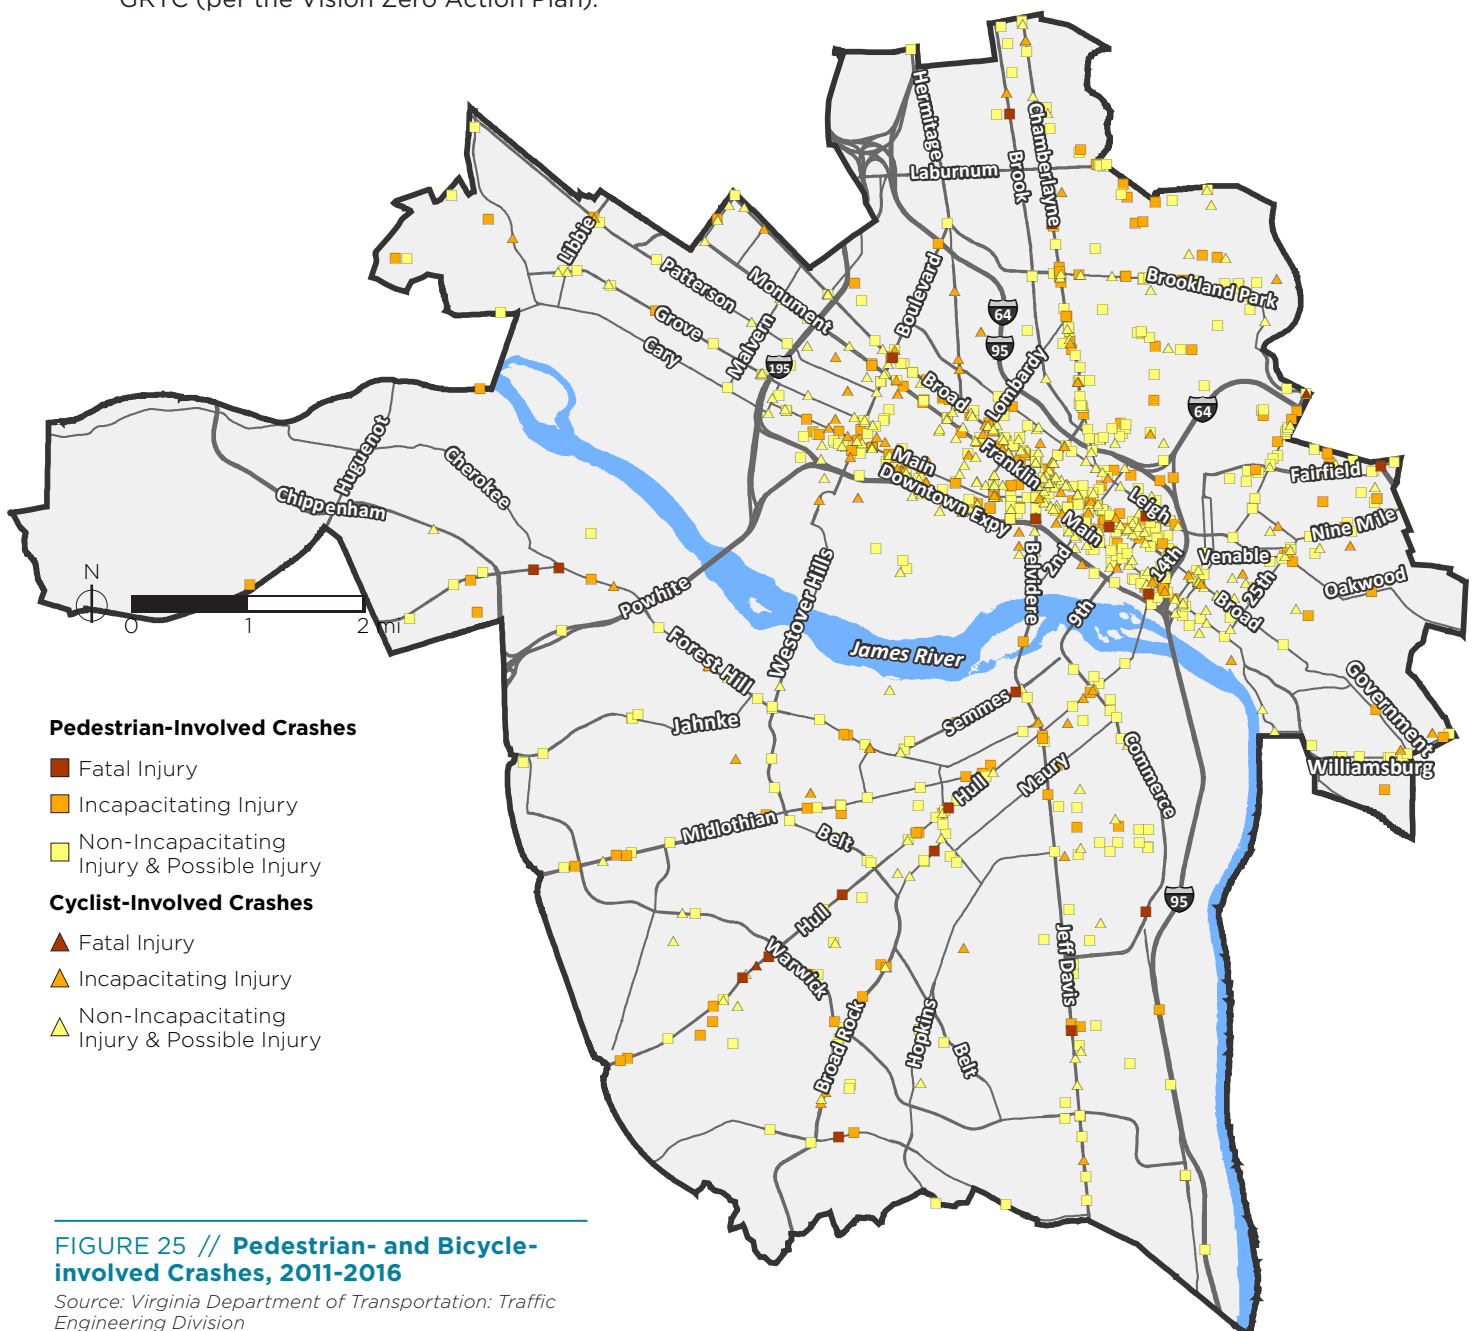 GRTC (per the Vision Zero Action Plan).
Hermitage
Chamberlayne
Brook
Laburnum
Libbie
Patterson
Monument
Boulevard
Brookland Park
Grove
Malvern
Cary
64
95
195
Broad
Lombardy
64
Huguenot
Cherokee
Chippenham
Main
Franklin
Downtown Expy
Leigh
Main
Fairfield
Nine Mile
Venable
14th
25th
Oakwood
Broad
Belvidere
2nd
9th
N
0 1 2 mi
Powhite
Westover Hills
Forest Hill
James River
Government
Williamsburg
Jahnke
Semmes
Commerce
Maury
Hull
Midlothian
Belt
95
Hull
Warwick
Jeff Davis
Broad Rock
Hopkins
Belt
Pedestrian-Involved Crashes
Fatal Injury
Incapacitating Injury
Non-Incapacitating
Injury & Possible Injury
Cyclist-Involved Crashes
Fatal Injury
Incapacitating Injury
Non-Incapacitating
Injury & Possible Injury
FIGURE 25 // Pedestrian- and Bicycle-
involved Crashes, 2011-2016
Source: Virginia Department of Transportation: Traffic
Engineering Division